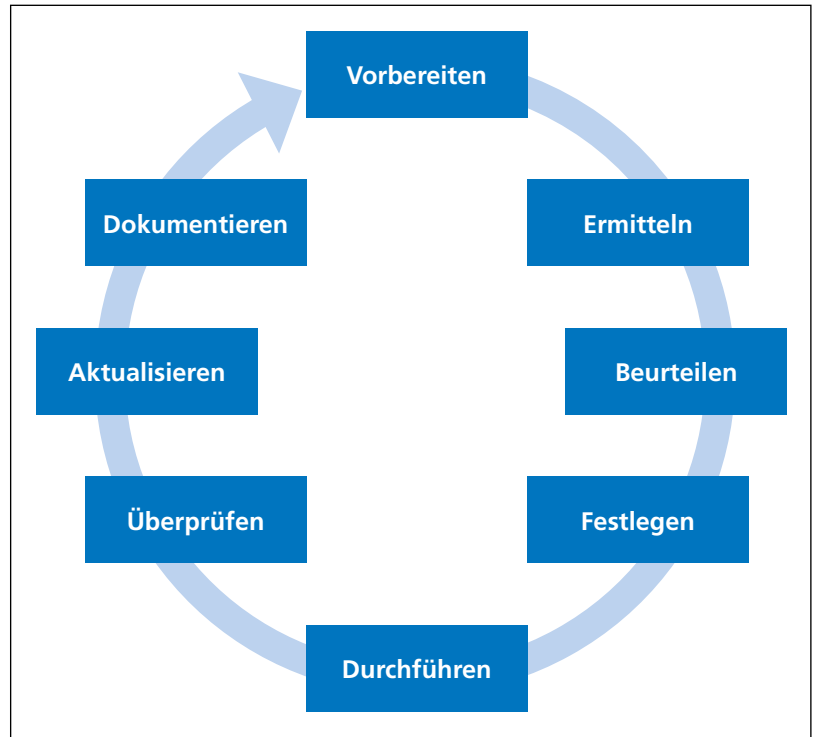 Vorbereiten
Ermitteln
Beurteilen
Festlegen
Durchführen
Überprüfen
Aktualisieren
Dokumentieren